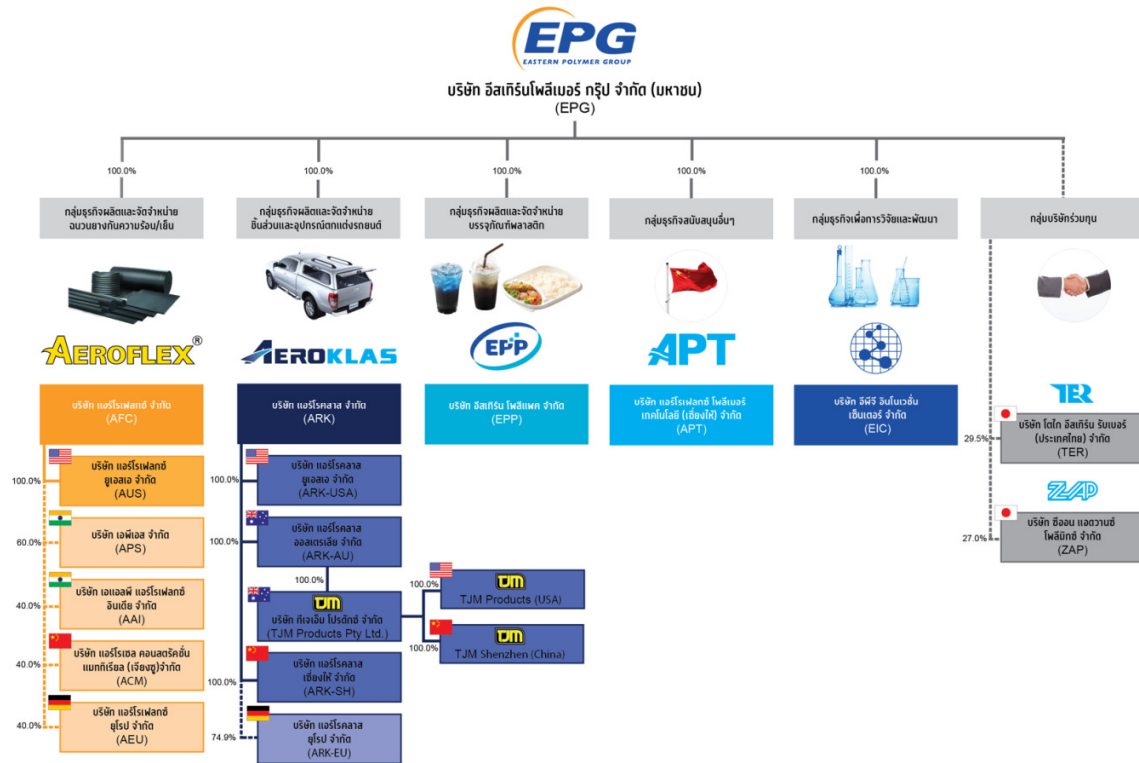 EPG
EASTERN POLYMER GROUP
บริษัท อีสเทิร์นโพลีเมอร์ กรุ๊ป จำกัด (มหาชน)
(EPG)
100.0%
100.0%
100.0%
100.0%
100.0%
กลุ่มธุรกิจผลิตและจัดจำหน่าย
ฉนวนยางกันความร้อน/เย็น
กลุ่มธุรกิจผลิตและจัดจำหน่าย
ชิ้นส่วนและอุปกรณ์ตกแต่งรถยนต์
กลุ่มธุรกิจผลิตและจัดจำหน่าย
บรรจุภัณฑ์พลาสติก
กลุ่มธุรกิจสนับสนุนอื่นๆ
กลุ่มธุรกิจเพื่อการวิจัยและพัฒนา
กลุ่มบริษัทร่วมทุน
AEROFLEX®
AEROKLAS
EPP
APT
บริษัท แอร์โรเฟลกซ์ จำกัด
(AFC)
บริษัท แอร์โรคลาส จำกัด
(ARK)
บริษัท อีสเทิร์น โพลีแพค จำกัด
(EPP)
บริษัท แอร์โรเฟลกซ์ โพลีเมอร์
เทคโนโลยี (เซี่ยงไฮ้) จำกัด
(APT)
บริษัท อีพีจี อินโนเวชั่น
เซ็นเตอร์ จำกัด
(EIC)
100.0%
บริษัท แอร์โรเฟลกซ์
ยูเอสเอ จำกัด
(AUS)
60.0%
บริษัท เอพีเอส จำกัด
(APS)
40.0%
บริษัท เอแอลพี แอร์โรเฟลกซ์
อินเดีย จำกัด
(AAI)
40.0%
บริษัท แอร์โรเซล คอนสตรัคชั่น
แมททิเรียล (เจียงซู)จำกัด
(ACM)
40.0%
บริษัท แอร์โรเฟลกซ์
ยุโรป จำกัด
(AEU)
100.0%
บริษัท แอร์โรคลาส
ยูเอสเอ จำกัด
(ARK-USA)
100.0%
บริษัท แอร์โรคลาส
ออสเตรเลีย จำกัด
(ARK-AU)
100.0%
TJM
บริษัท ทีเจเอ็ม โปรดักซ์ จำกัด
(TJM Products Pty Ltd.)
100.0%
TJM
TJM Products (USA)
100.0%
TJM
TJM Shenzhen (China)
100.0%
บริษัท แอร์โรคลาส
เซี่ยงไฮ้ จำกัด
(ARK-SH)
74.9%
บริษัท แอร์โรคลาส
ยุโรป จำกัด
(ARK-EU)
TER
29.5%
บริษัท โตไก อีสเทิร์น รับเบอร์
(ประเทศไทย) จำกัด
(TER)
ZAP
27.0%
บริษัท ซีออน แอดวานซ์
โพลีมิกซ์ จำกัด
(ZAP)